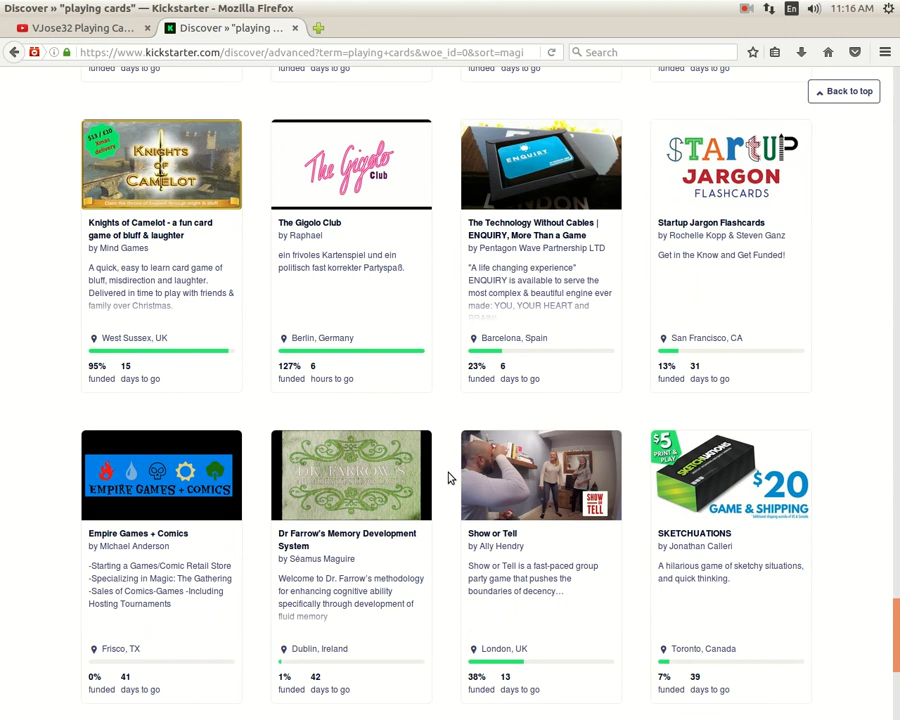 Discover » "playing cards" — Kickstarter - Mozilla Firefox
En
11:16 AM
VJose32 Playing Ca...
Discover » "playing ...
https://www.kickstarter.com/discover/advanced?term=playing+cards&woe_id=0&sort=magi
Search
funded days to go
funded days to go
funded days to go
funded days to go
Back to top
$13 / £10
Xmas
delivery
KNIGHTS
OF
CAMELOT
The Gigolo
Club
ENQUIRY
LONDON
STARTUP
JARGON
FLASHCARDS
Knights of Camelot - a fun card
game of bluff & laughter
by Mind Games
A quick, easy to learn card game of
bluff, misdirection and laughter.
Delivered in time to play with friends &
family over Christmas.
West Sussex, UK
95% 15
funded days to go
The Gigolo Club
by Raphael
ein frivoles Kartenspiel und ein
politisch fast korrekter Partyspaß.
Berlin, Germany
127% 6
funded hours to go
The Technology Without Cables |
ENQUIRY, More Than a Game
by Pentagon Wave Partnership LTD
"A life changing experience"
ENQUIRY is available to serve the
most complex & beautiful engine ever
made: YOU, YOUR HEART and
BRAIN!
Barcelona, Spain
23% 6
funded days to go
Startup Jargon Flashcards
by Rochelle Kopp & Steven Ganz
Get in the Know and Get Funded!
San Francisco, CA
13% 31
funded days to go
EMPIRE GAMES + COMICS
DR. FARROW'S
SHOW
OR
TELL
$5
PRINT &
PLAY
SKETCHUATIONS
$20
GAME & SHIPPING
Empire Games + Comics
by Michael Anderson
-Starting a Games/Comic Retail Store
-Specializing in Magic: The Gathering
-Sales of Comics-Games -Including
Hosting Tournaments
Frisco, TX
0% 41
funded days to go
Dr Farrow's Memory Development
System
by Séamus Maguire
Welcome to Dr. Farrow's methodology
for enhancing cognitive ability
specifically through development of
fluid memory
Dublin, Ireland
1% 42
funded days to go
Show or Tell
by Ally Hendry
Show or Tell is a fast-paced group
party game that pushes the
boundaries of decency…
London, UK
38% 13
funded days to go
SKETCHUATIONS
by Jonathan Calleri
A hilarious game of sketchy situations,
and quick thinking.
Toronto, Canada
7% 39
funded days to go